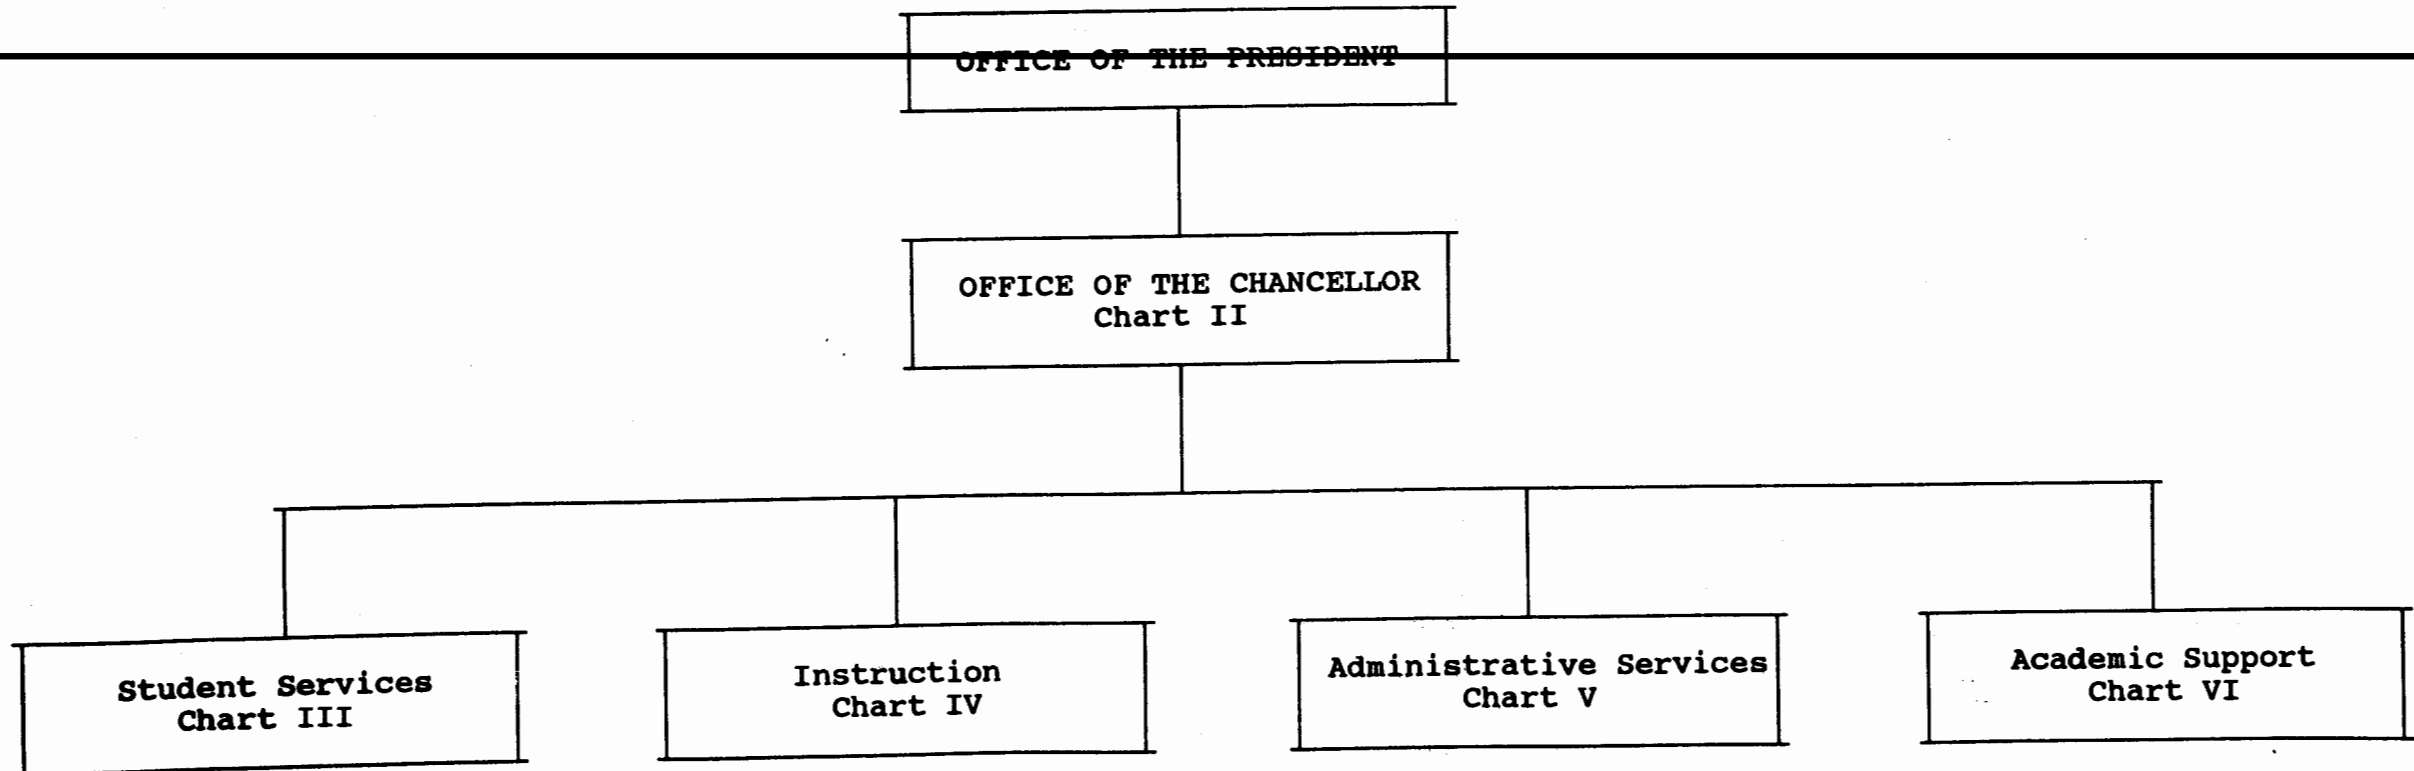 OFFICE OF THE PRESIDENT
OFFICE OF THE CHANCELLOR
Chart II
Student Services
Chart III
Instruction
Chart IV
Administrative Services
Chart V
Academic Support
Chart VI